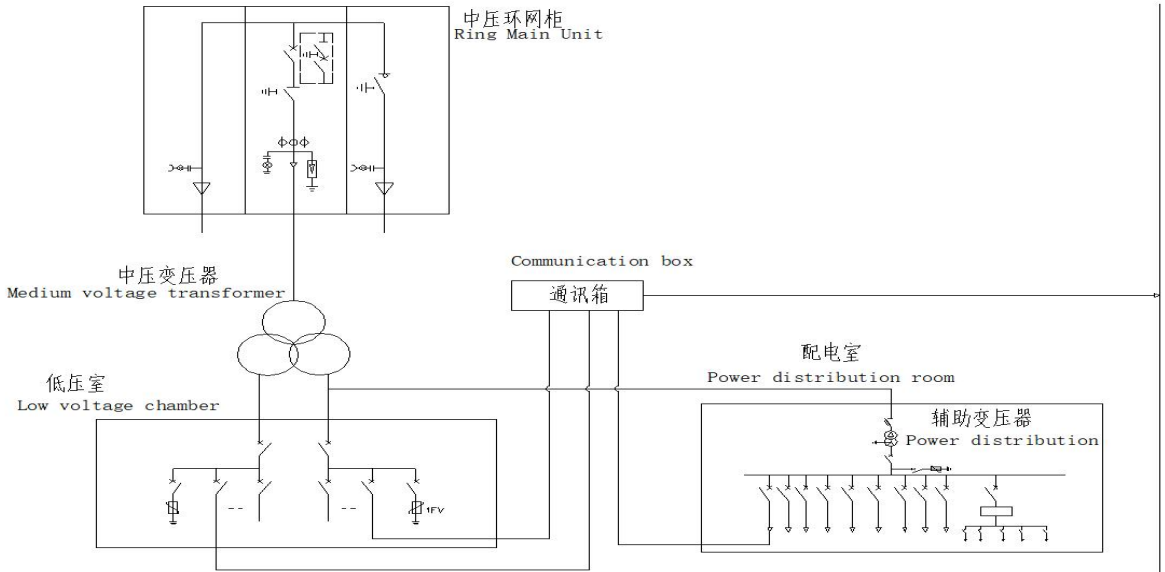 中压环网柜
Ring Main Unit
中压变压器
Medium voltage transformer
Communication box
通讯箱
配电室
Power distribution room
低压室
Low voltage chamber
辅助变压器
Power distribution
1FV